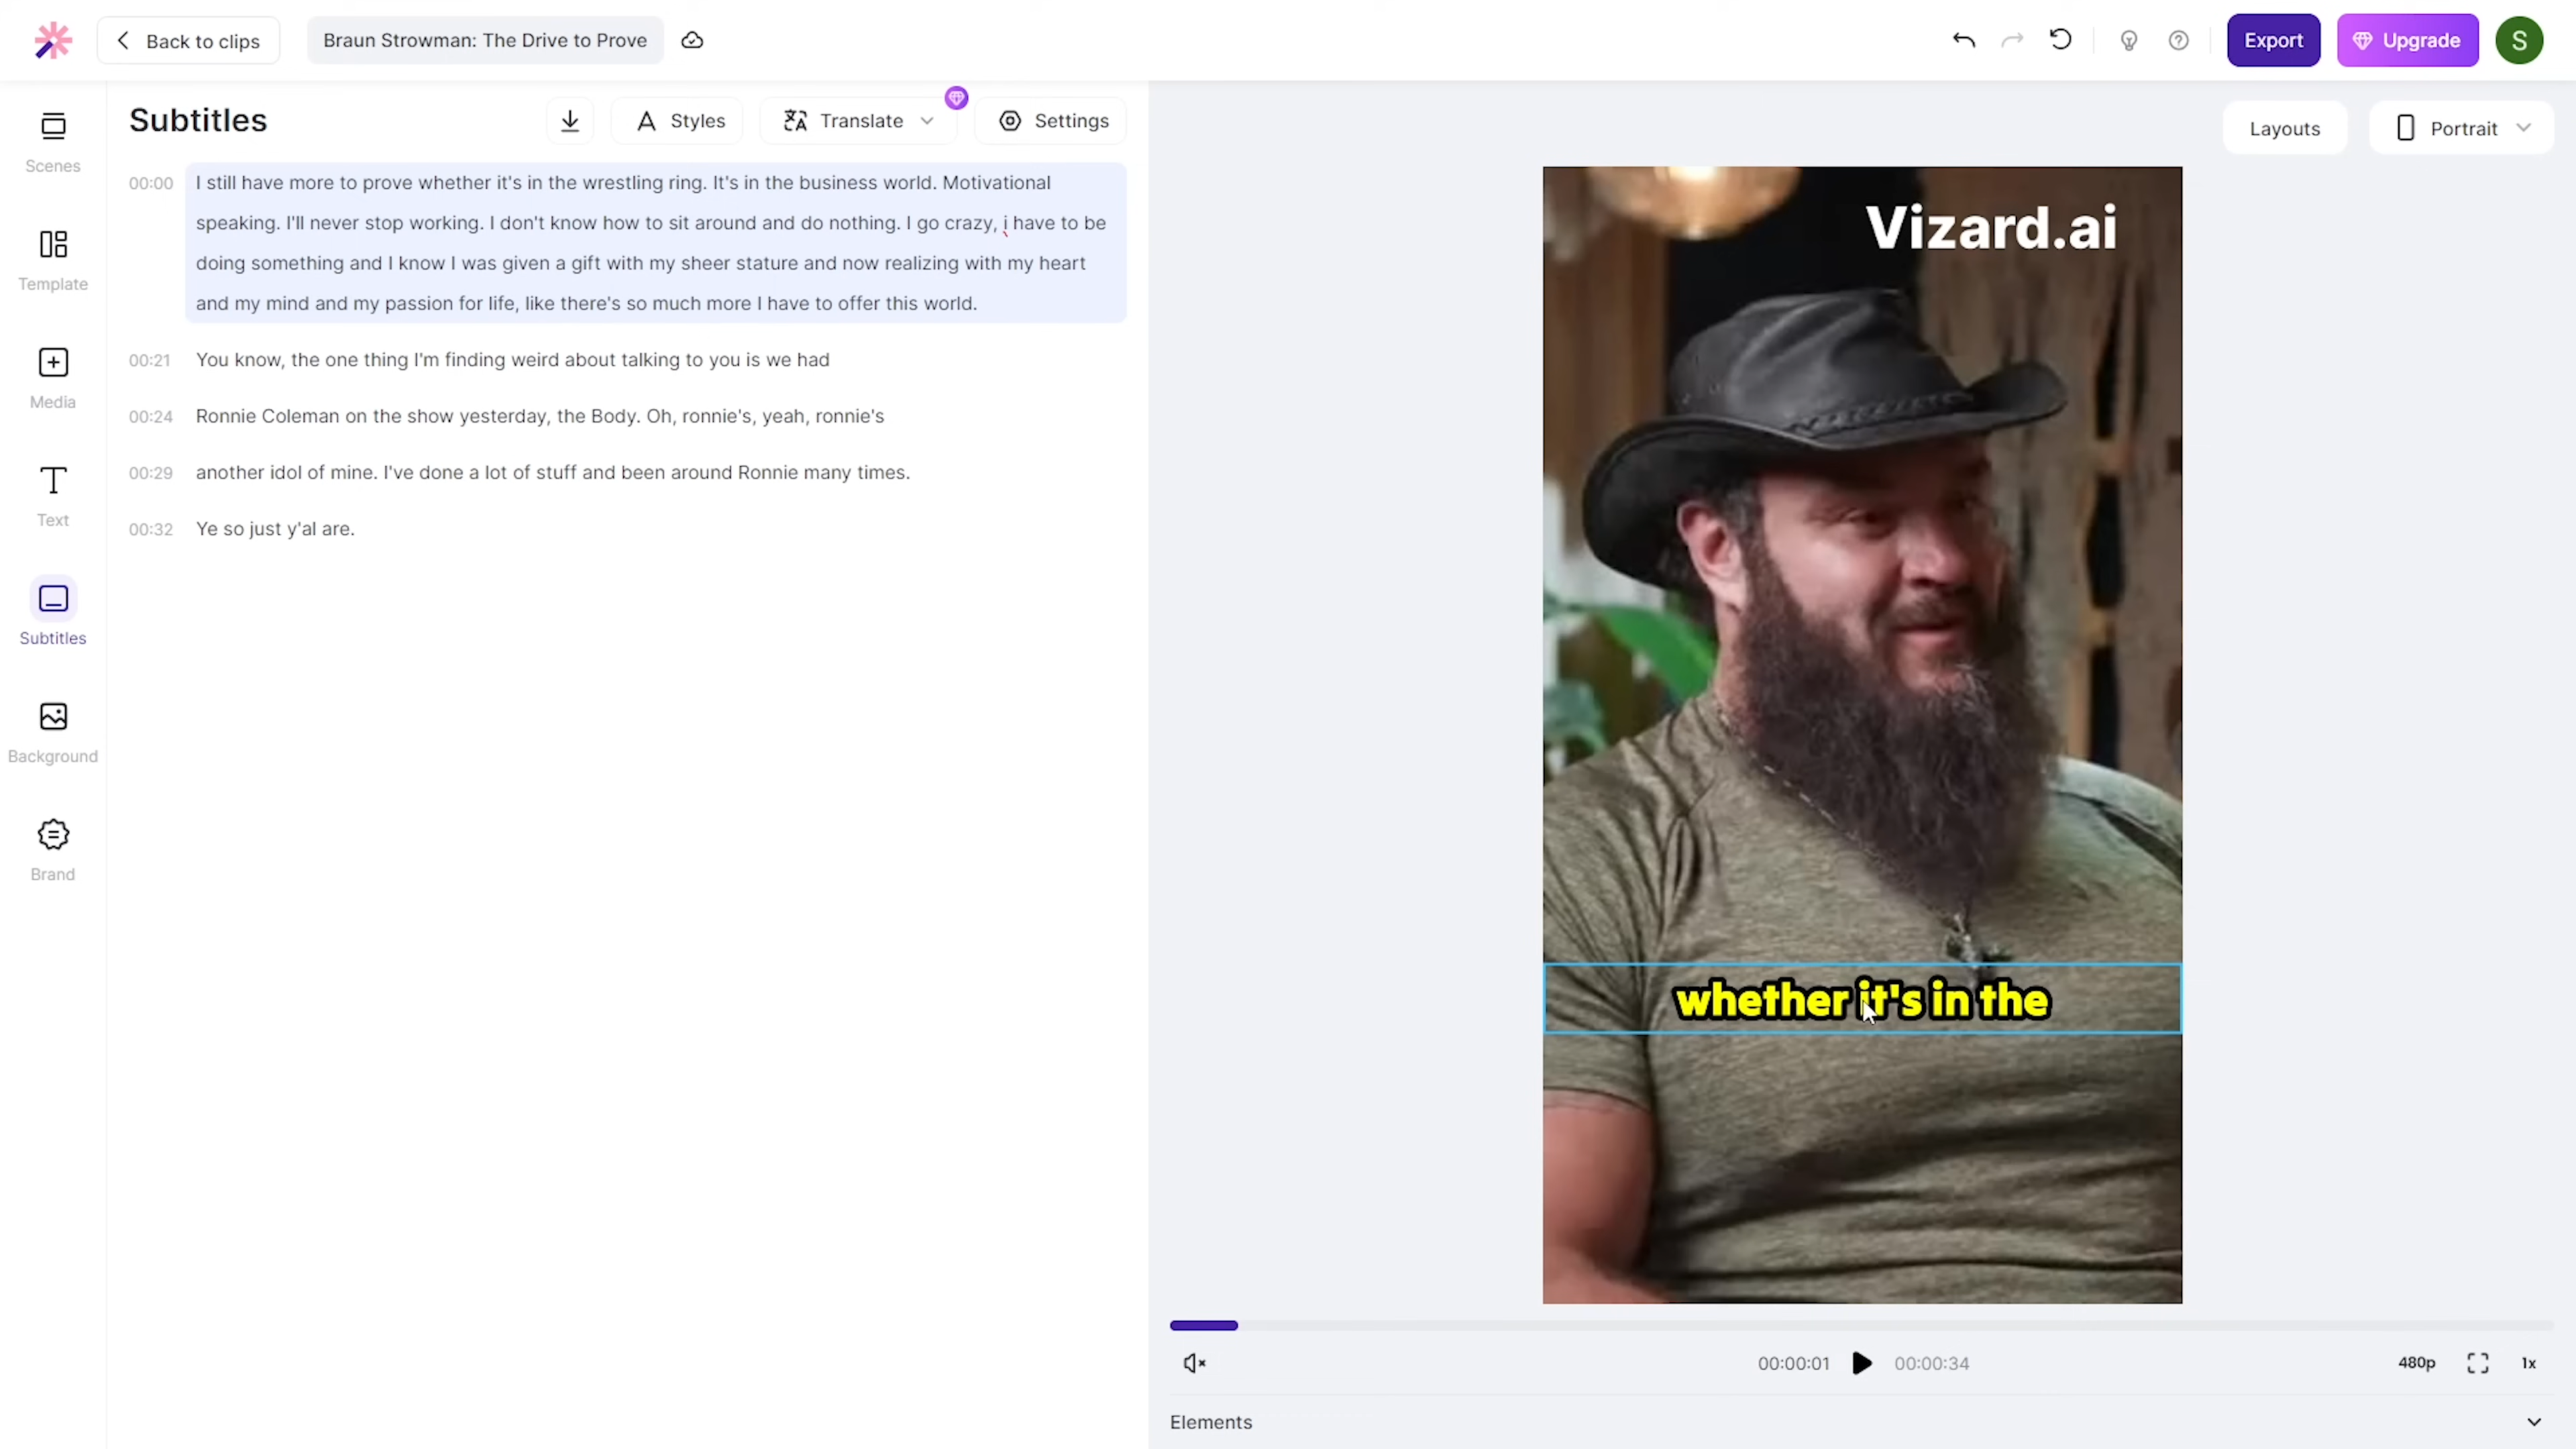 Back to clips
Braun Strowman: The Drive to Prove
Export
Upgrade
S
Scenes
Template
Media
Text
Subtitles
Background
Brand
Subtitles
Styles
Translate
Settings
00:00
I still have more to prove whether it's in the wrestling ring. It's in the business world. Motivational
speaking. I'll never stop working. I don't know how to sit around and do nothing. I go crazy, i have to be
doing something and I know I was given a gift with my sheer stature and now realizing with my heart
and my mind and my passion for life, like there's so much more I have to offer this world.
00:21 You know, the one thing I'm finding weird about talking to you is we had
00:24 Ronnie Coleman on the show yesterday, the Body. Oh, ronnie's, yeah, ronnie's
00:29 another idol of mine. I've done a lot of stuff and been around Ronnie many times.
00:32 Ye so just y'al are.
Layouts
Portrait
Vizard.ai
whether it's in the
00:00:01
00:00:34
480p
1x
Elements